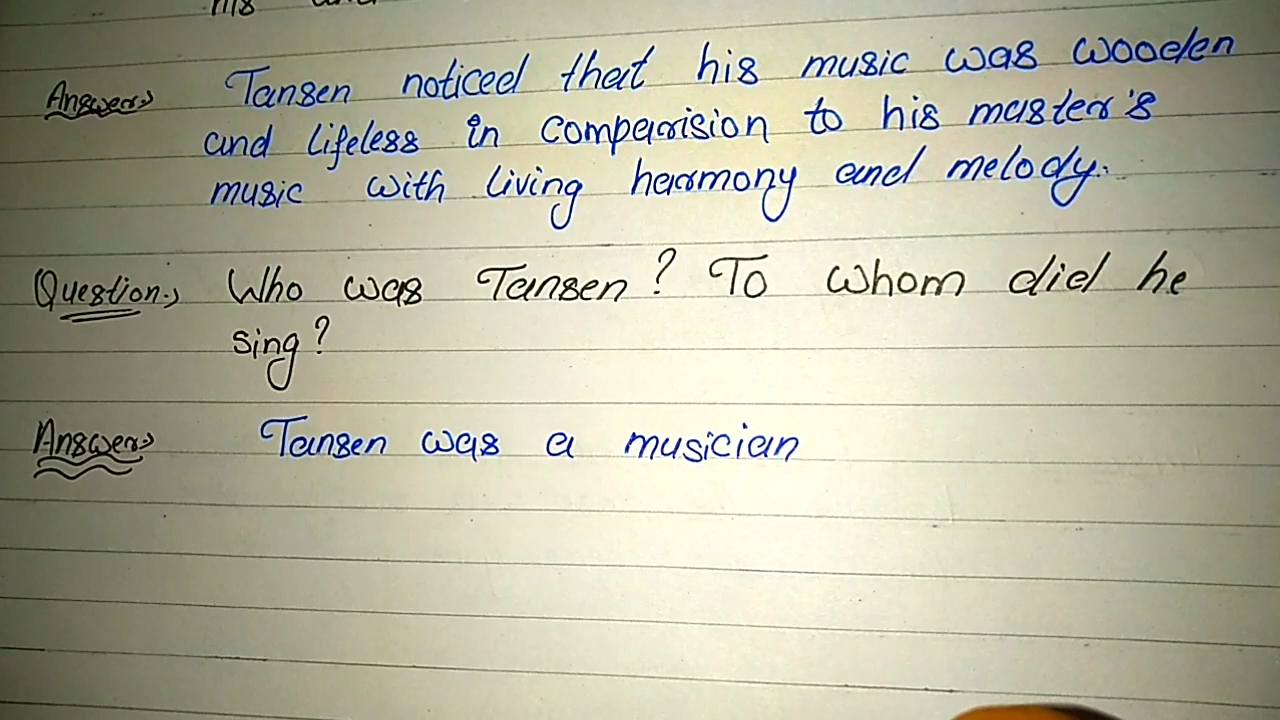 Answer:
Tansen noticed that his music was wooden
and lifeless in comparision to his master's
music with living harmony and melody.
Question:
Who was Tansen? To whom did he
sing?
Answer:
Tansen was a musician